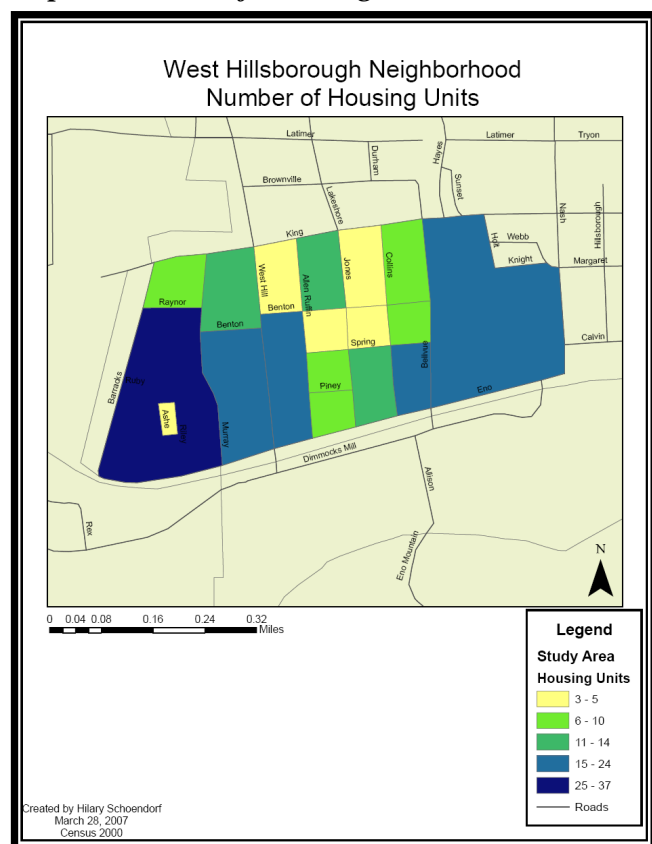 West Hillsborough Neighborhood
Number of Housing Units
Latimer
Latimer
Tryon
Durham
Hayes
Brownville
Sunset
Lakeshore
Nash
Hillsborough
King
Webb
Holt
Knight
Margaret
West Hill
Allen Ruffin
Jones
Collins
Raynor
Benton
Benton
Spring
Calvin
Bellevue
Barracks
Piney
Eno
Ashe
Murray
Dimmocks Mill
Allison
Rex
Eno Mountain
N
0 0.04 0.08 0.16 0.24 0.32
Miles
Legend
Study Area
Housing Units
3 - 5
6 - 10
11 - 14
15 - 24
25 - 37
Roads
Created by Hilary Schoendorf
March 28, 2007
Census 2000